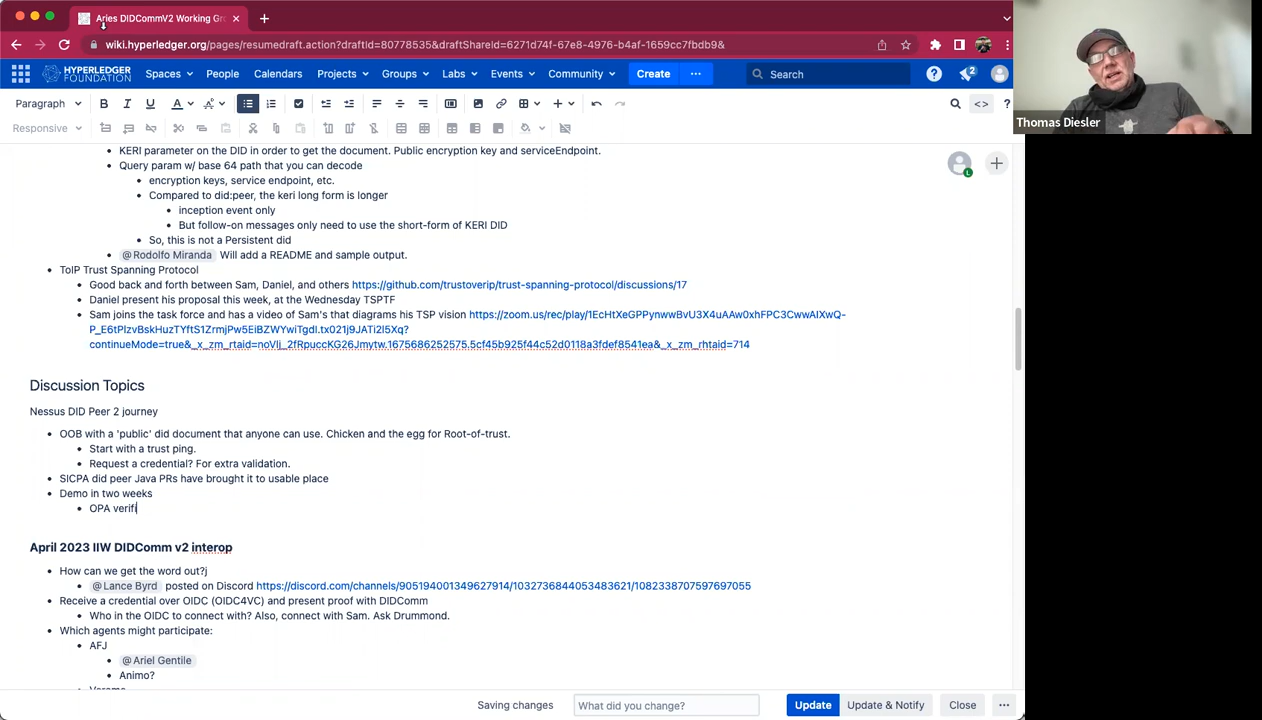 Aries DIDCommV2 Working Gr
wiki.hyperledger.org/pages/resumedraft.action?draftId=80778535&draftShareId=6271d74f-67e8-4976-b4af-1659cc7fbdb9&
HYPERLEDGER FOUNDATION Spaces People Calendars Projects Groups Labs Events Community Create ... Search 2
Thomas Diesler
Paragraph B I U A <> ?
Responsive
KERI parameter on the DID in order to get the document. Public encryption key and serviceEndpoint.
Query param w/ base 64 path that you can decode
encryption keys, service endpoint, etc.
Compared to did:peer, the keri long form is longer
inception event only
But follow-on messages only need to use the short-form of KERI DID
So, this is not a Persistent did
@Rodolfo Miranda Will add a README and sample output.
ToIP Trust Spanning Protocol
Good back and forth between Sam, Daniel, and others https://github.com/trustoverip/trust-spanning-protocol/discussions/17
Daniel present his proposal this week, at the Wednesday TSPTF
Sam joins the task force and has a video of Sam's that diagrams his TSP vision https://zoom.us/rec/play/1EcHtXeGPPynwwBvU3X4uAAw0xhFPC3CwwAIXwQ-
P_E6tPlzvBskHuzTYftS1ZrmjPw5EiBZWYwiTgdl.tx021j9JATi2l5Xq?
continueMode=true&_x_zm_rtaid=noVlj_2fRpuccKG26Jmytw.1675686252575.5cf45b925f44c52d0118a3fdef8541ea&_x_zm_rhtaid=714
Discussion Topics
Nessus DID Peer 2 journey
OOB with a 'public' did document that anyone can use. Chicken and the egg for Root-of-trust.
Start with a trust ping.
Request a credential? For extra validation.
SICPA did peer Java PRs have brought it to usable place
Demo in two weeks
OPA verifi
April 2023 IIW DIDComm v2 interop
How can we get the word out?j
@Lance Byrd posted on Discord https://discord.com/channels/905194001349627914/1032736844053483621/1082338707597697055
Receive a credential over OIDC (OIDC4VC) and present proof with DIDComm
Who in the OIDC to connect with? Also, connect with Sam. Ask Drummond.
Which agents might participate:
AFJ
@Ariel Gentile
Animo?
Saving changes What did you change? Update Update & Notify Close ...